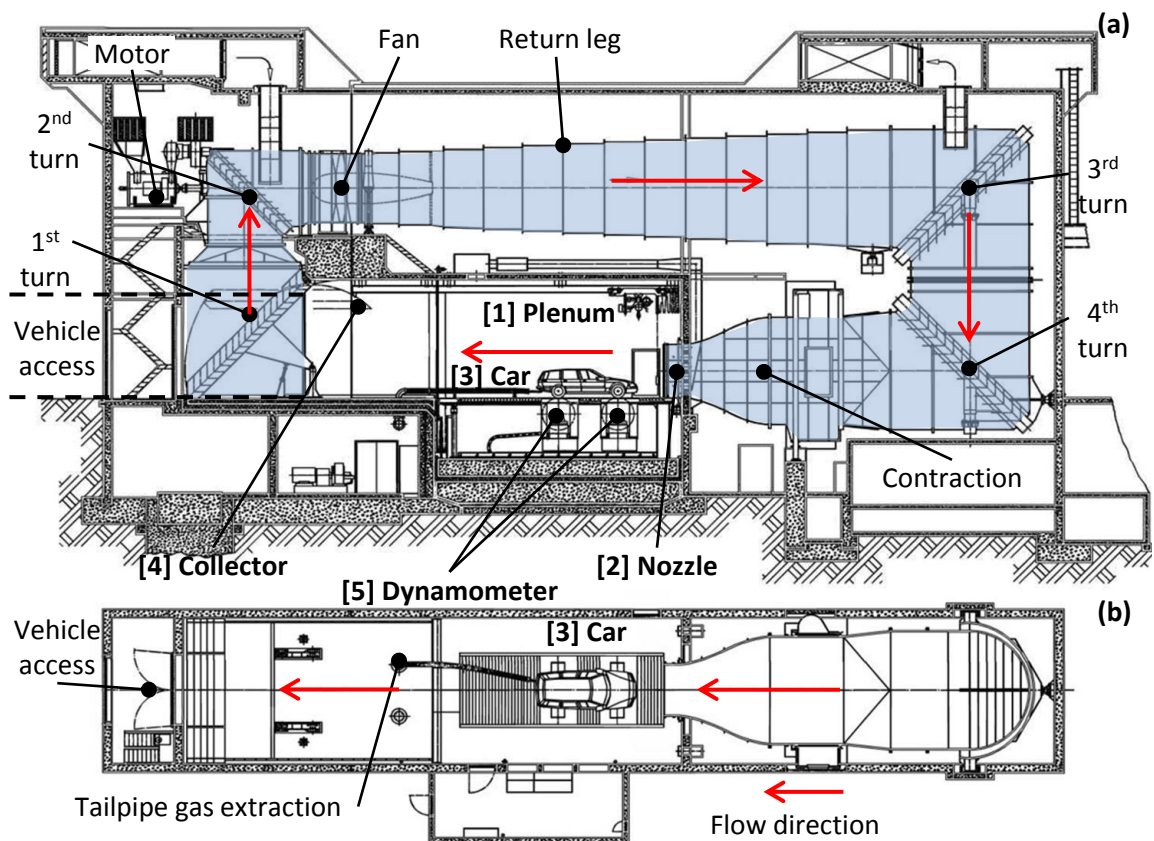 (a)
Motor
Fan
Return leg
2nd
turn
3rd
turn
1st
turn
Vehicle
access
[1] Plenum
[3] Car
4th
turn
Contraction
[4] Collector
[2] Nozzle
[5] Dynamometer
(b)
Vehicle
access
[3] Car
Tailpipe gas extraction
Flow direction